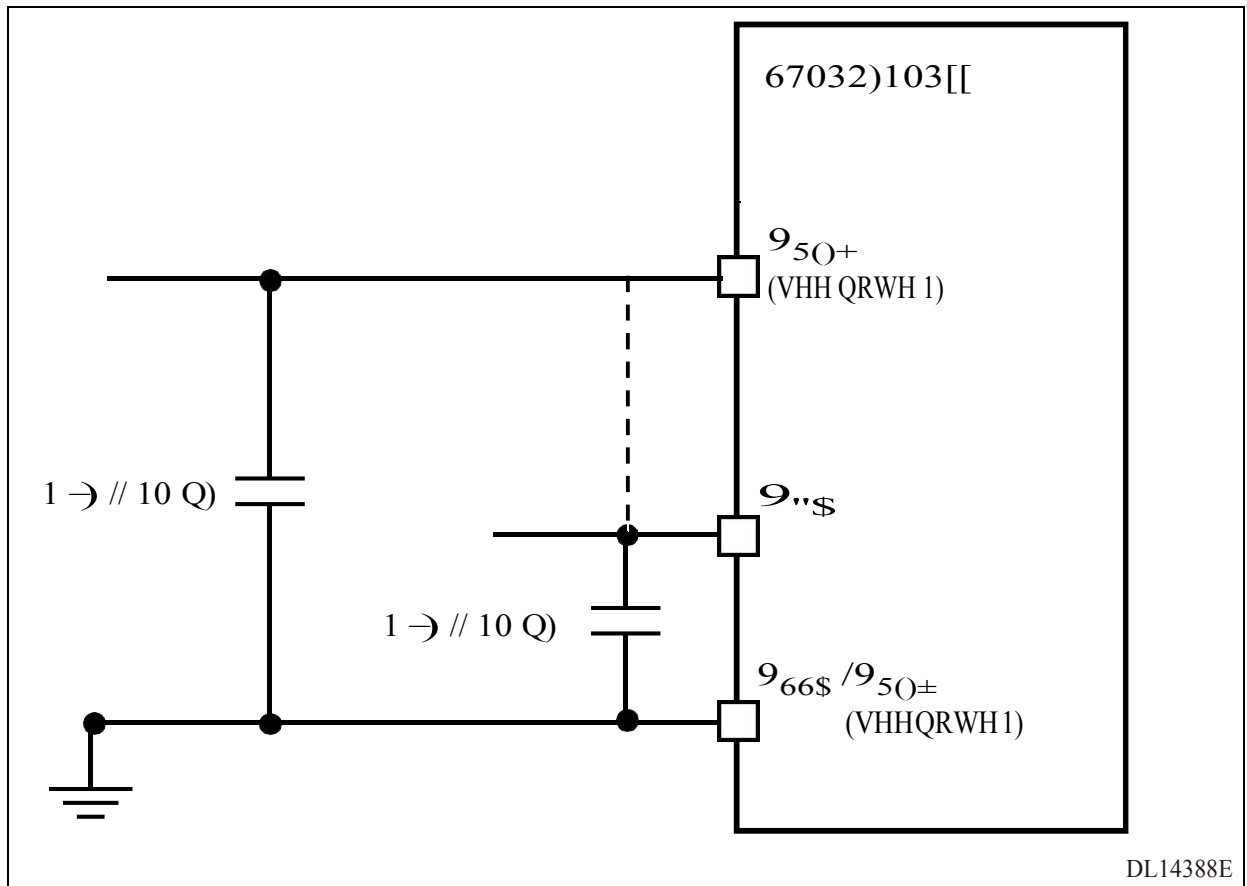 67032)103[[
95()+
(VHH QRWH 1)
1 –) // 10 Q)
9"$
1 –) // 10 Q)
966$ /95()±
(VHHQRWH1)
DL14388E